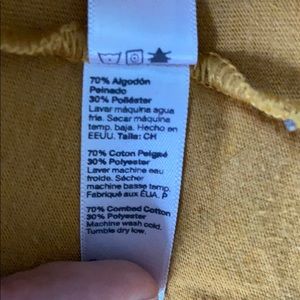 70% Algodón
Peinado
30% Poliéster
Lavar máquina agua
fría. Secar máquina
temp. baja. Hecho en
EEUU. Talla: CH
70% Coton Peigné
30% Polyester
Laver machine eau
froide. Sécher
machine basse temp.
Fabriqué aux ÉUA. P
70% Combed Cotton
30% Polyester
Machine wash cold.
Tumble dry low.